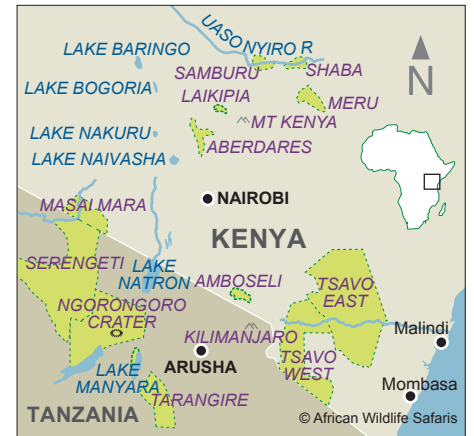 UASO NYIRO R
LAKE BARINGO
SAMBURU
SHABA
LAKE BOGORIA
LAIKIPIA
MERU
N
MT KENYA
LAKE NAKURU
ABERDARES
LAKE NAIVASHA
NAIROBI
MASAI MARA
KENYA
SERENGETI
LAKE
NATRON
AMBOSELI
TSAVO
EAST
NGORONGORO
CRATER
KILIMANJARO
Malindi
ARUSHA
TSAVO
WEST
LAKE
MANYARA
Mombasa
TARANGIRE
TANZANIA
© African Wildlife Safaris